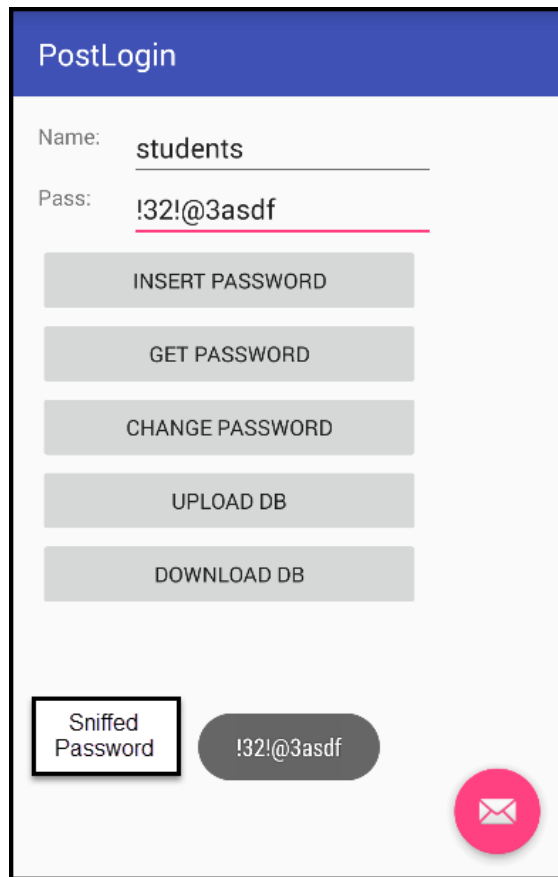 PostLogin
Name:
students
Pass:
!32!@3asdf
INSERT PASSWORD
GET PASSWORD
CHANGE PASSWORD
UPLOAD DB
DOWNLOAD DB
Sniffed
Password
!32!@3asdf